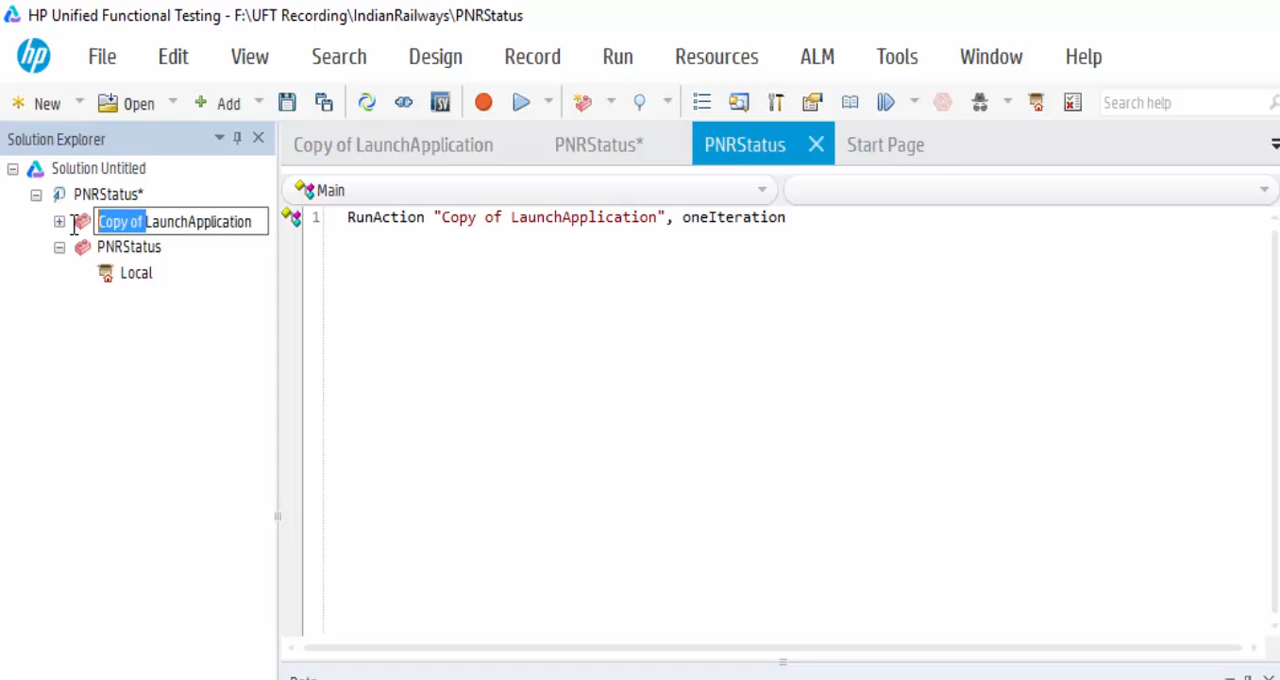 HP Unified Functional Testing - F:\UFT Recording\IndianRailways\PNRStatus
hp File Edit View Search Design Record Run Resources ALM Tools Window Help
New Open Add Search help
Solution Explorer
Copy of LaunchApplication PNRStatus* PNRStatus Start Page
Solution Untitled
PNRStatus*
Copy of LaunchApplication
PNRStatus
Local
Main
1 RunAction "Copy of LaunchApplication", oneIteration